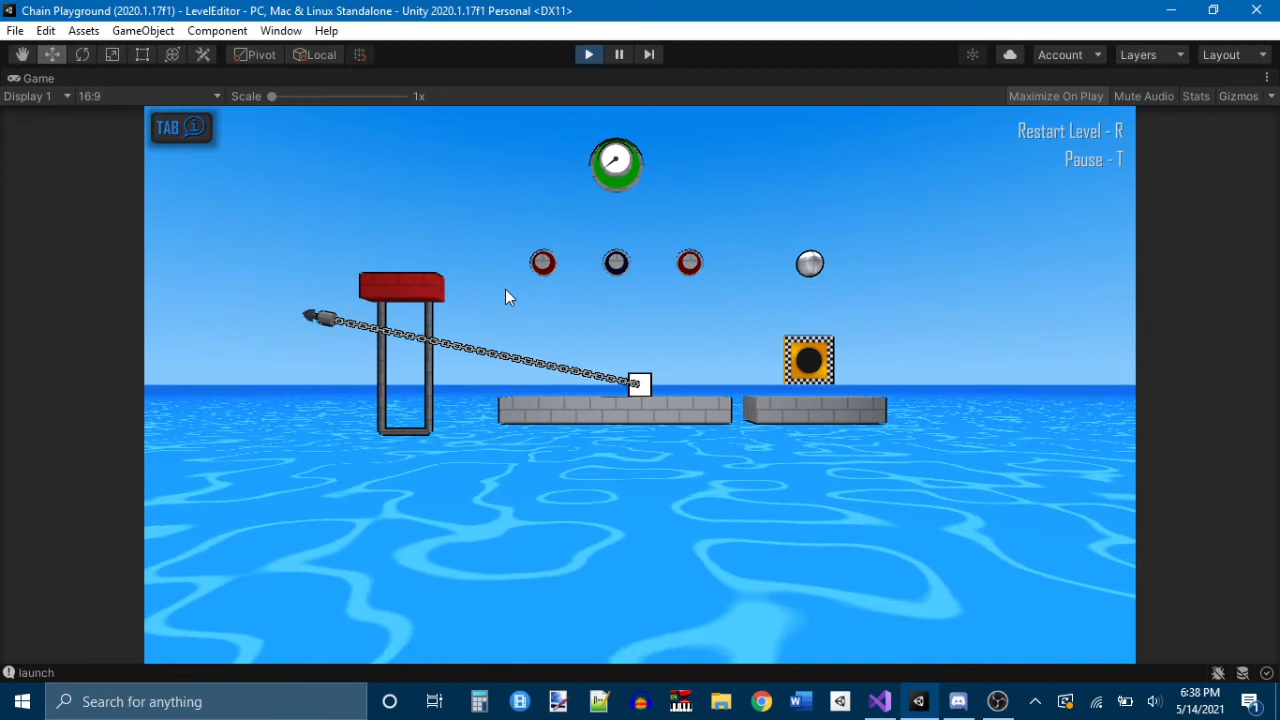 Chain Playground (2020.1.17f1) - LevelEditor - PC, Mac & Linux Standalone - Unity 2020.1.17f1 Personal <DX11>
File Edit Assets GameObject Component Window Help
Pivot Local Account Layers Layout
Game
Display 1 16:9 Scale 1x Maximize On Play Mute Audio Stats Gizmos
TAB i
Restart Level - R
Pause - T
launch
Search for anything
6:38 PM
5/14/2021
1